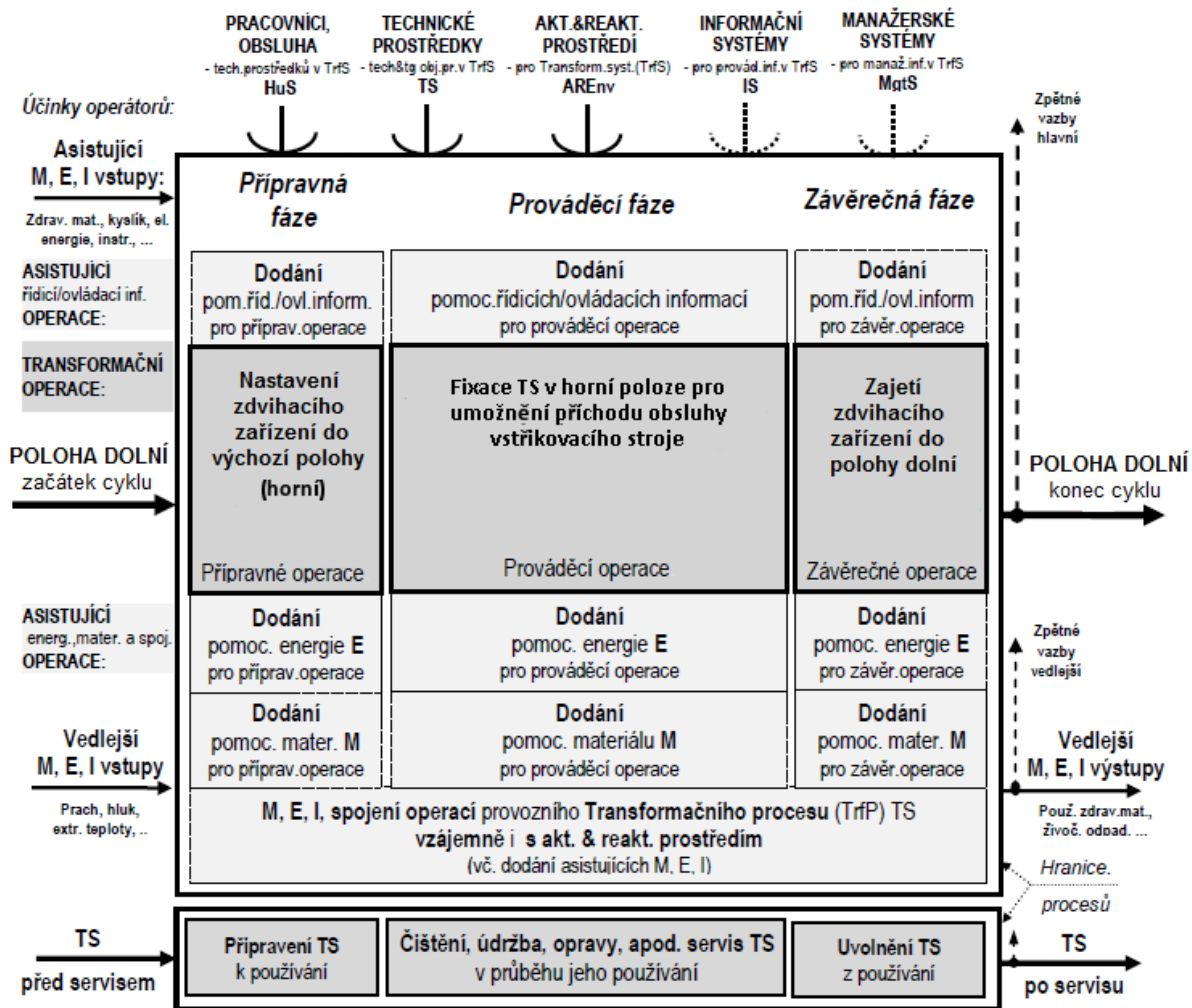 PRACOVNÍCI,
OBSLUHA
- tech.prostředků v TrfS
HuS
TECHNICKÉ
PROSTŘEDKY
- tech&tg obj.pr.v TrfS
TS
AKT.&REAKT.
PROSTŘEDÍ
- pro Transform.syst.(TrfS)
AREnv
INFORMAČNÍ
SYSTÉMY
- pro provád.inf.v TrfS
IS
MANAŽERSKÉ
SYSTÉMY
- pro manaž.inf.v TrfS
MgtS
Účinky operátorů:
Zpětné
vazby
hlavní
Asistující
M, E, I vstupy:
Zdrav. mat., kyslík, el.
energie, instr., ...
Přípravná
fáze
Prováděcí fáze
Závěrečná fáze
ASISTUJÍCÍ
řídicí/ovládací inf.
OPERACE:
Dodání
pom.říd./ovl.inform.
pro příprav.operace
Dodání
pomoc.řídicích/ovládacích informací
pro prováděcí operace
Dodání
pom.říd./ovl.inform
pro závěr.operace
TRANSFORMAČNÍ
OPERACE:
Nastavení
zdvihacího
zařízení do
výchozí polohy
(horní)
Přípravné operace
Fixace TS v horní poloze pro
umožnění příchodu obsluhy
vstřikovacího stroje
Prováděcí operace
Zajetí
zdvihacího
zařízení do
polohy dolní
Závěrečné operace
POLOHA DOLNÍ
začátek cyklu
POLOHA DOLNÍ
konec cyklu
ASISTUJÍCÍ
energ.,mater. a spoj.
OPERACE:
Dodání
pomoc. energie E
pro příprav.operace
Dodání
pomoc. energie E
pro prováděcí operace
Dodání
pomoc. energie E
pro závěr.operace
Zpětné
vazby
vedlejší
Dodání
pomoc. mater. M
pro příprav.operace
Dodání
pomoc. materiálu M
pro prováděcí operace
Dodání
pomoc. mater. M
pro závěr.operace
Vedlejší
M, E, I vstupy
Prach, hluk,
extr. teploty, ..
Vedlejší
M, E, I výstupy
Použ. zdrav.mat.,
živoč. odpad. ...
M, E, I, spojení operací provozního Transformačního procesu (TrfP) TS
vzájemně i s akt. & reakt. prostředím
(vč. dodání asistujících M, E, I)
Hranice.
procesů
TS
před servisem
Připravení TS
k používání
Čištění, údržba, opravy, apod. servis TS
v průběhu jeho používání
Uvolnění TS
z používání
TS
po servisu